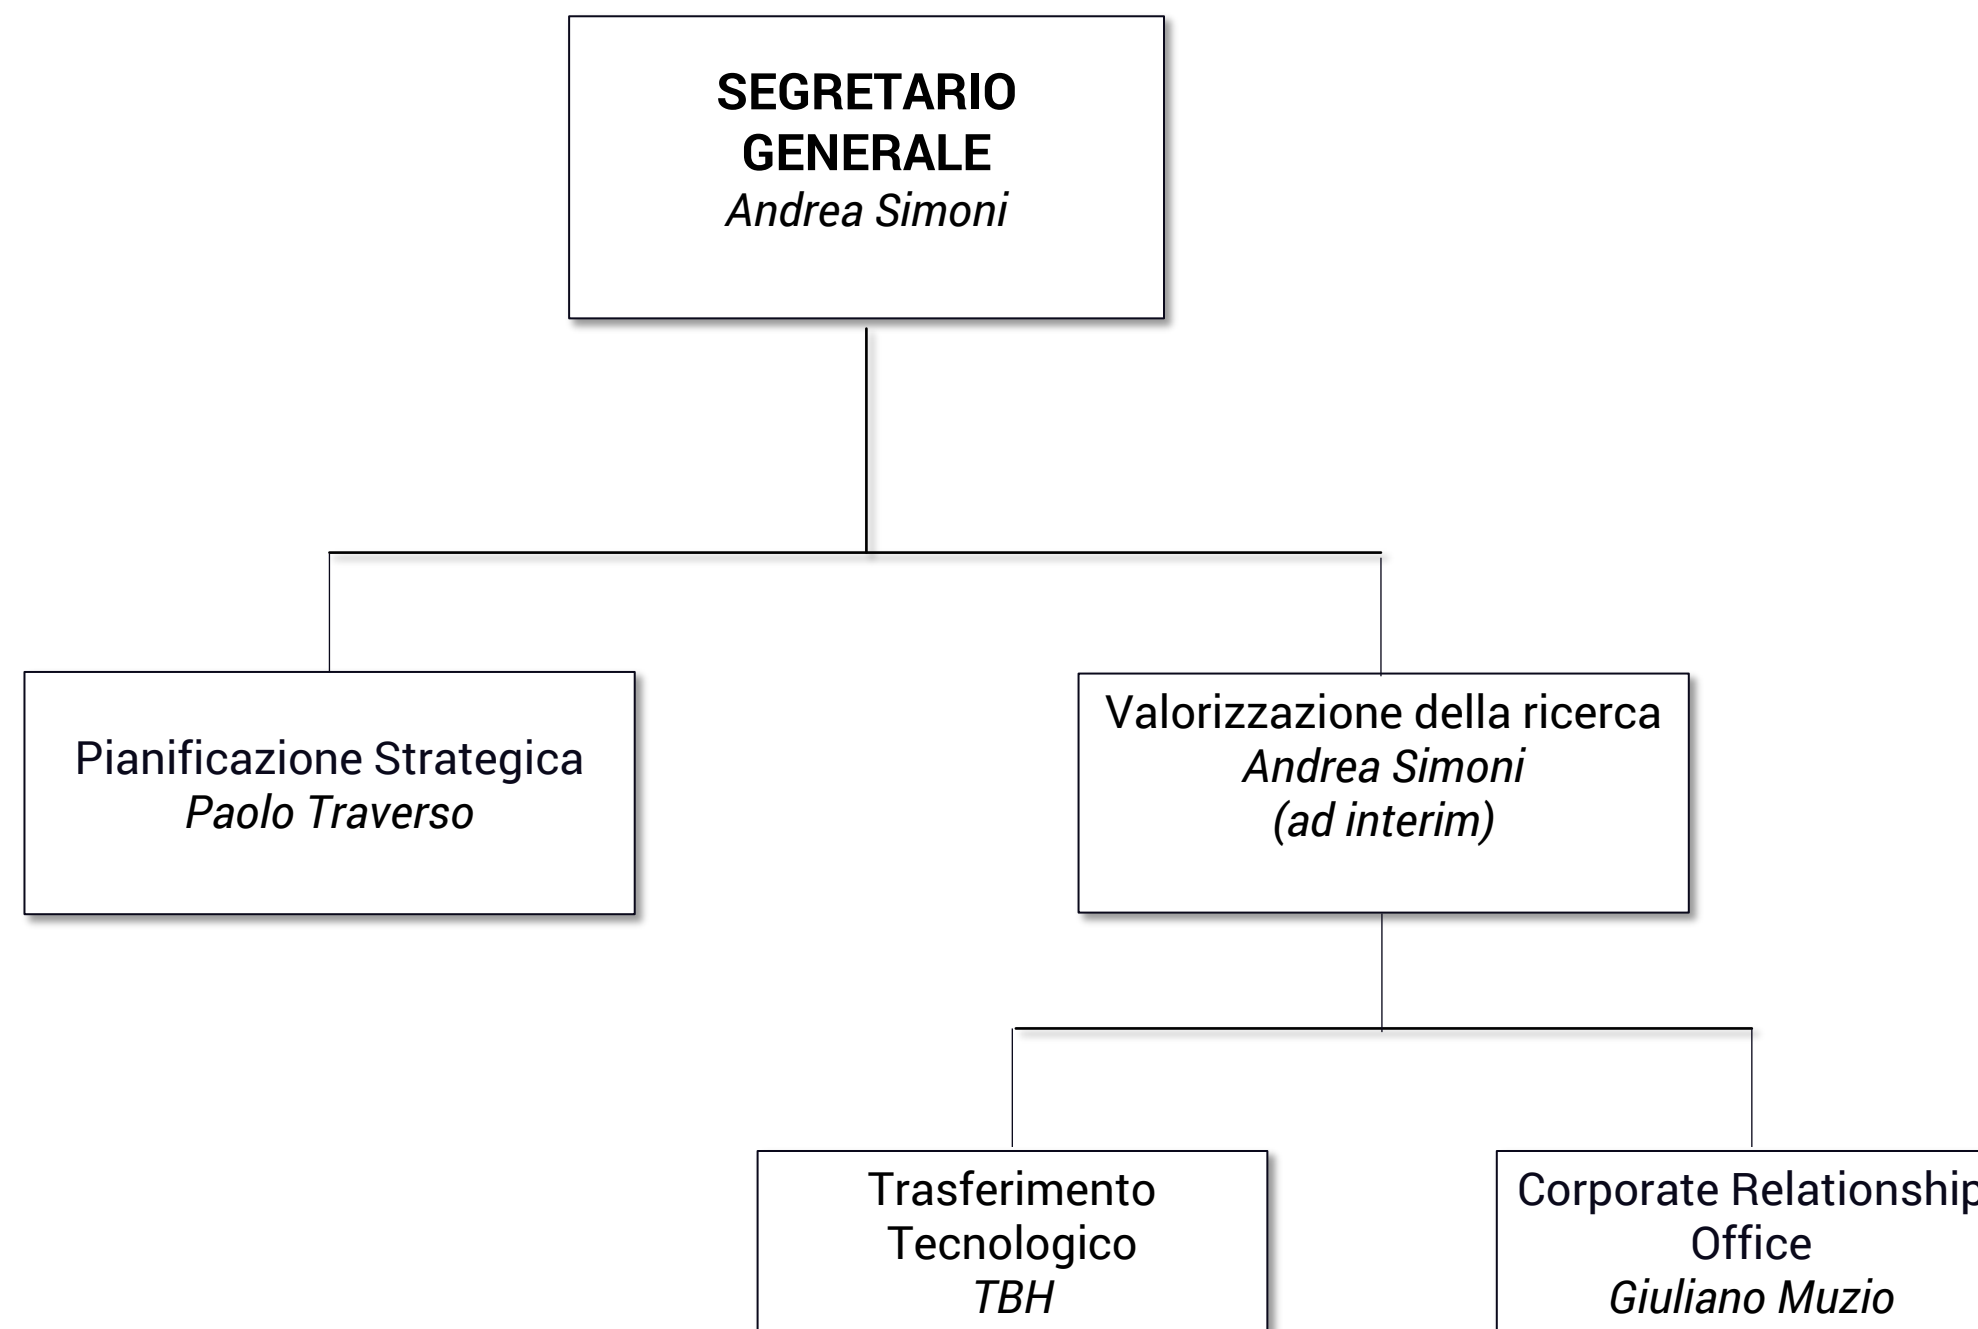 SEGRETARIO
GENERALE
Andrea Simoni
Pianificazione Strategica
Paolo Traverso
Valorizzazione della ricerca
Andrea Simoni
(ad interim)
Trasferimento
Tecnologico
TBH
Corporate Relationship
Office
Giuliano Muzio